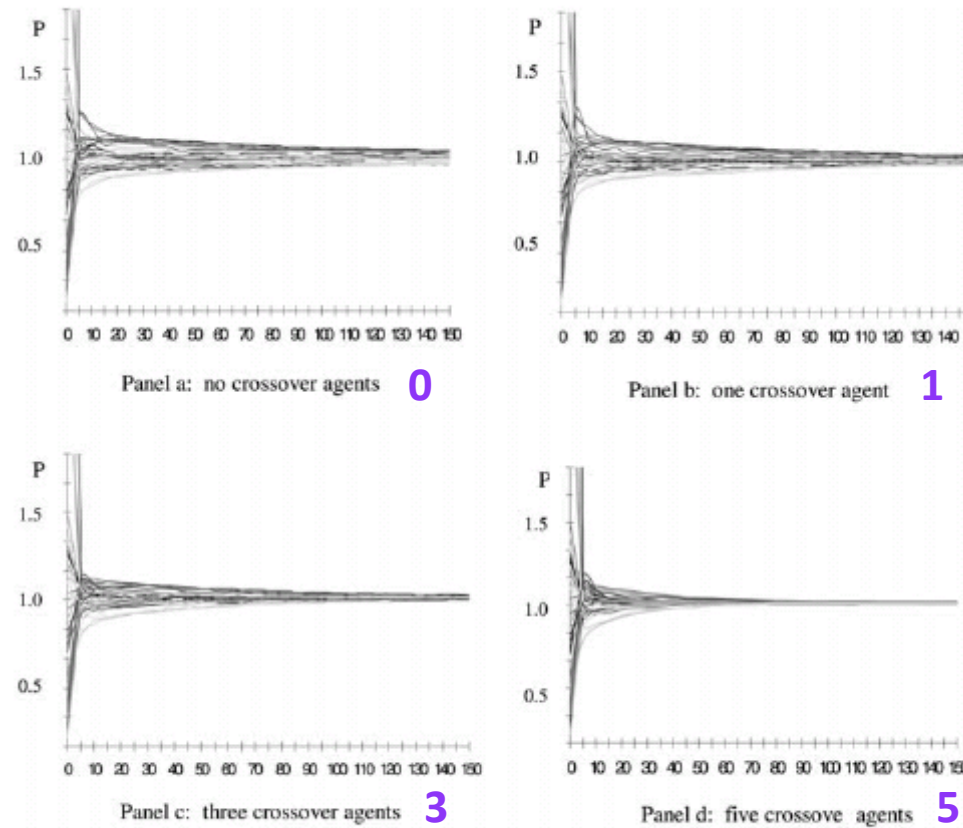 P
1.5
1.0
0.5
0 10 20 30 40 50 60 70 80 90 100 110 120 130 140 150
Panel a: no crossover agents 0
P
1.5
1.0
0.5
0 10 20 30 40 50 60 70 80 90 100 110 120 130 140
Panel b: one crossover agent 1
P
1.5
1.0
0.5
0 10 20 30 40 50 60 70 80 90 100 110 120 130 140 150
Panel c: three crossover agents 3
P
1.5
1.0
0.5
0 10 20 30 40 50 60 70 80 90 100 110 120 130 140 150
Panel d: five crossove agents 5